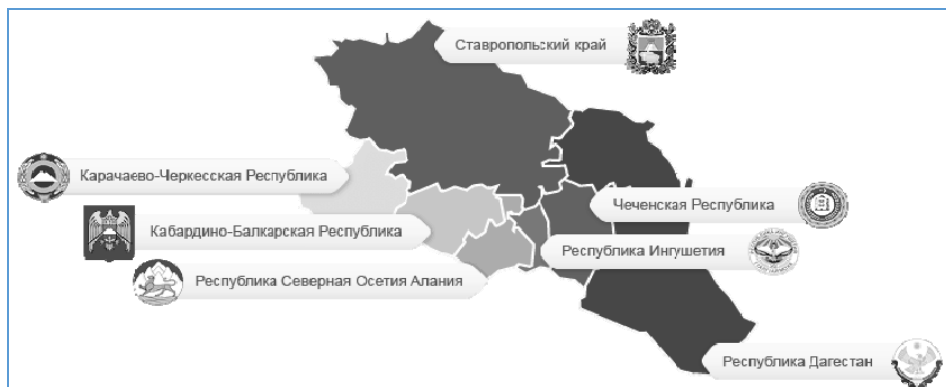 Ставропольский край
Карачаево-Черкесская Республика
Чеченская Республика
Кабардино-Балкарская Республика
Республика Ингушетия
Республика Северная Осетия Алания
Республика Дагестан